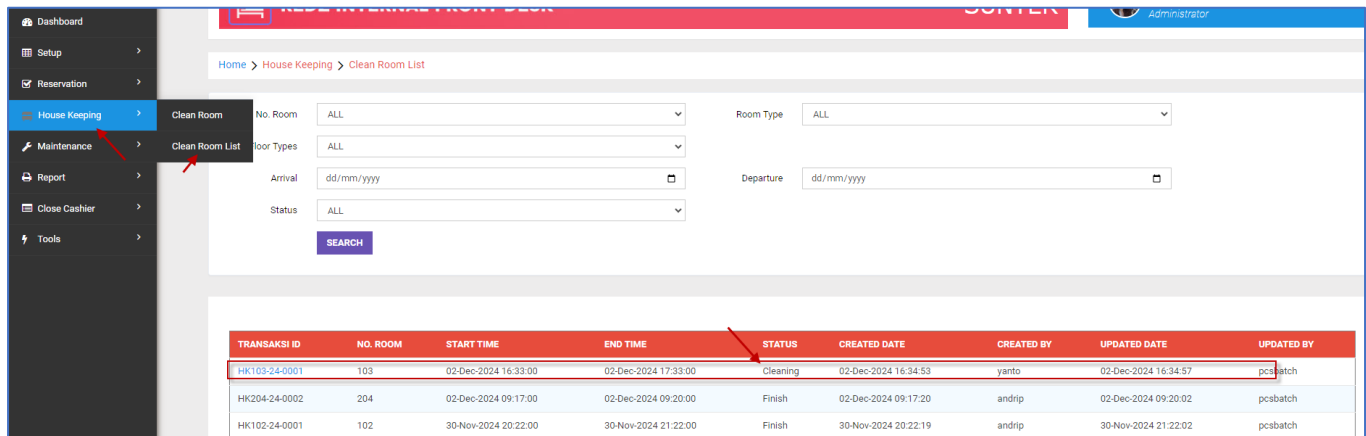 Dashboard
Administrator
Setup
Home House Keeping Clean Room List
Reservation
House Keeping
Clean Room
No. Room ALL
Room Type ALL
Maintenance
Clean Room List
Floor Types ALL
Report
Arrival dd/mm/yyyy
Departure dd/mm/yyyy
Close Cashier
Status ALL
Tools
SEARCH
TRANSAKSI ID NO. ROOM START TIME END TIME STATUS CREATED DATE CREATED BY UPDATED DATE UPDATED BY
HK103-24-0001 103 02-Dec-2024 16:33:00 02-Dec-2024 17:33:00 Cleaning 02-Dec-2024 16:34:53 yanto 02-Dec-2024 16:34:57 pcsbatch
HK204-24-0002 204 02-Dec-2024 09:17:00 02-Dec-2024 09:20:00 Finish 02-Dec-2024 09:17:20 andrip 02-Dec-2024 09:20:02 pcsbatch
HK102-24-0001 102 30-Nov-2024 20:22:00 30-Nov-2024 21:22:00 Finish 30-Nov-2024 20:22:19 andrip 30-Nov-2024 21:22:02 pcsbatch